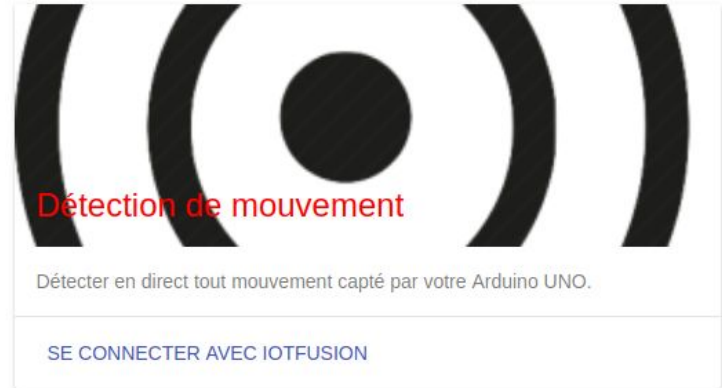 Détection de mouvement
Détecter en direct tout mouvement capté par votre Arduino UNO.
SE CONNECTER AVEC IOTFUSION